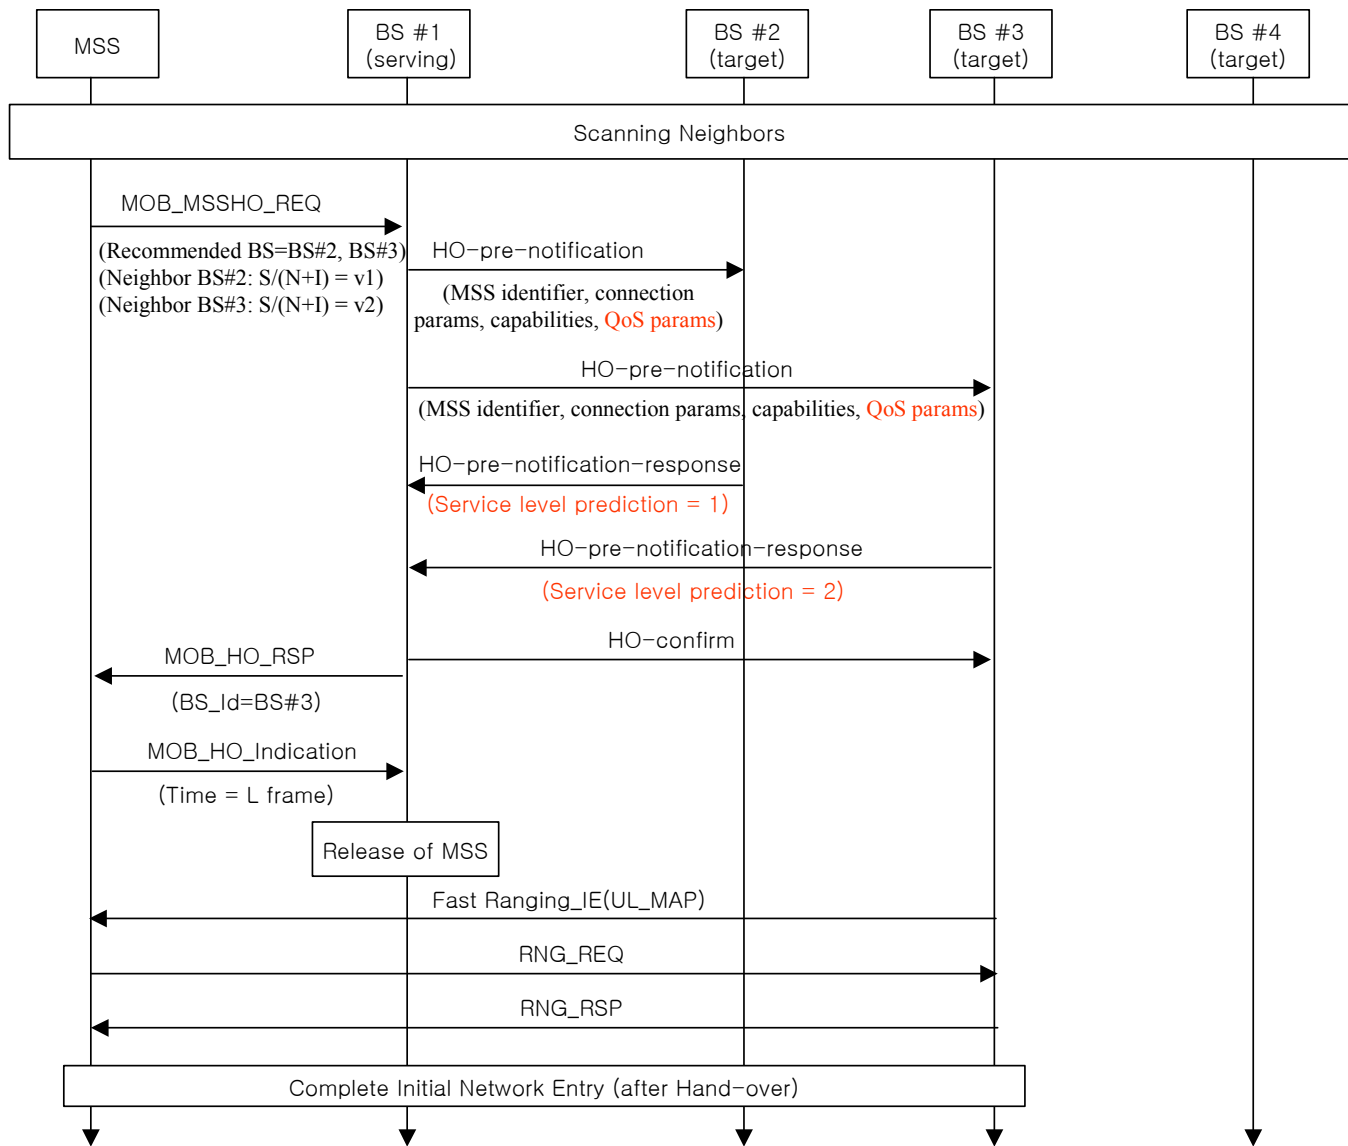 MSS
BS #1
(serving)
BS #2
(target)
BS #3
(target)
BS #4
(target)
Scanning Neighbors
MOB_MSSHO_REQ
(Recommended BS=BS#2, BS#3)
(Neighbor BS#2: S/(N+I) = v1)
(Neighbor BS#3: S/(N+I) = v2)
HO-pre-notification
(MSS identifier, connection
params, capabilities, QoS params)
HO-pre-notification
(MSS identifier, connection params, capabilities, QoS params)
HO-pre-notification-response
(Service level prediction = 1)
HO-pre-notification-response
(Service level prediction = 2)
HO-confirm
MOB_HO_RSP
(BS_Id=BS#3)
MOB_HO_Indication
(Time = L frame)
Release of MSS
Fast Ranging_IE(UL_MAP)
RNG_REQ
RNG_RSP
Complete Initial Network Entry (after Hand-over)